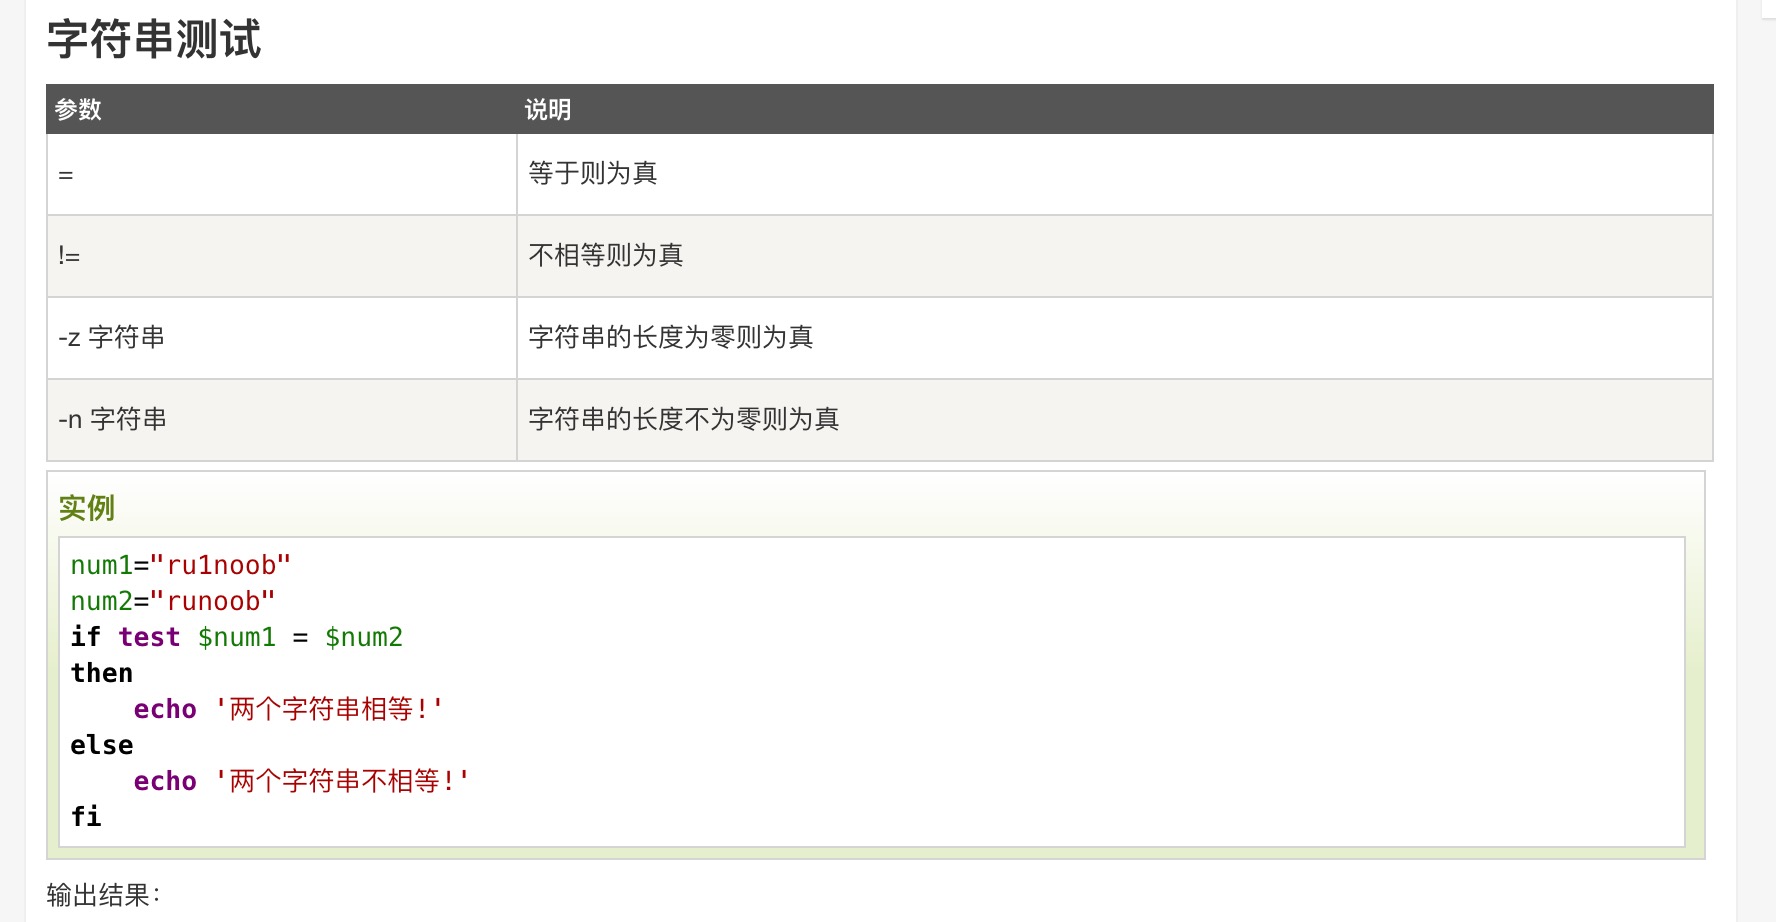 字符串测试
参数 说明
= 等于则为真
!= 不相等则为真
-z 字符串 字符串的长度为零则为真
-n 字符串 字符串的长度不为零则为真
实例
num1="ru1noob"
num2="runoob"
if test $num1 = $num2
then
    echo '两个字符串相等!'
else
    echo '两个字符串不相等!'
fi
输出结果：